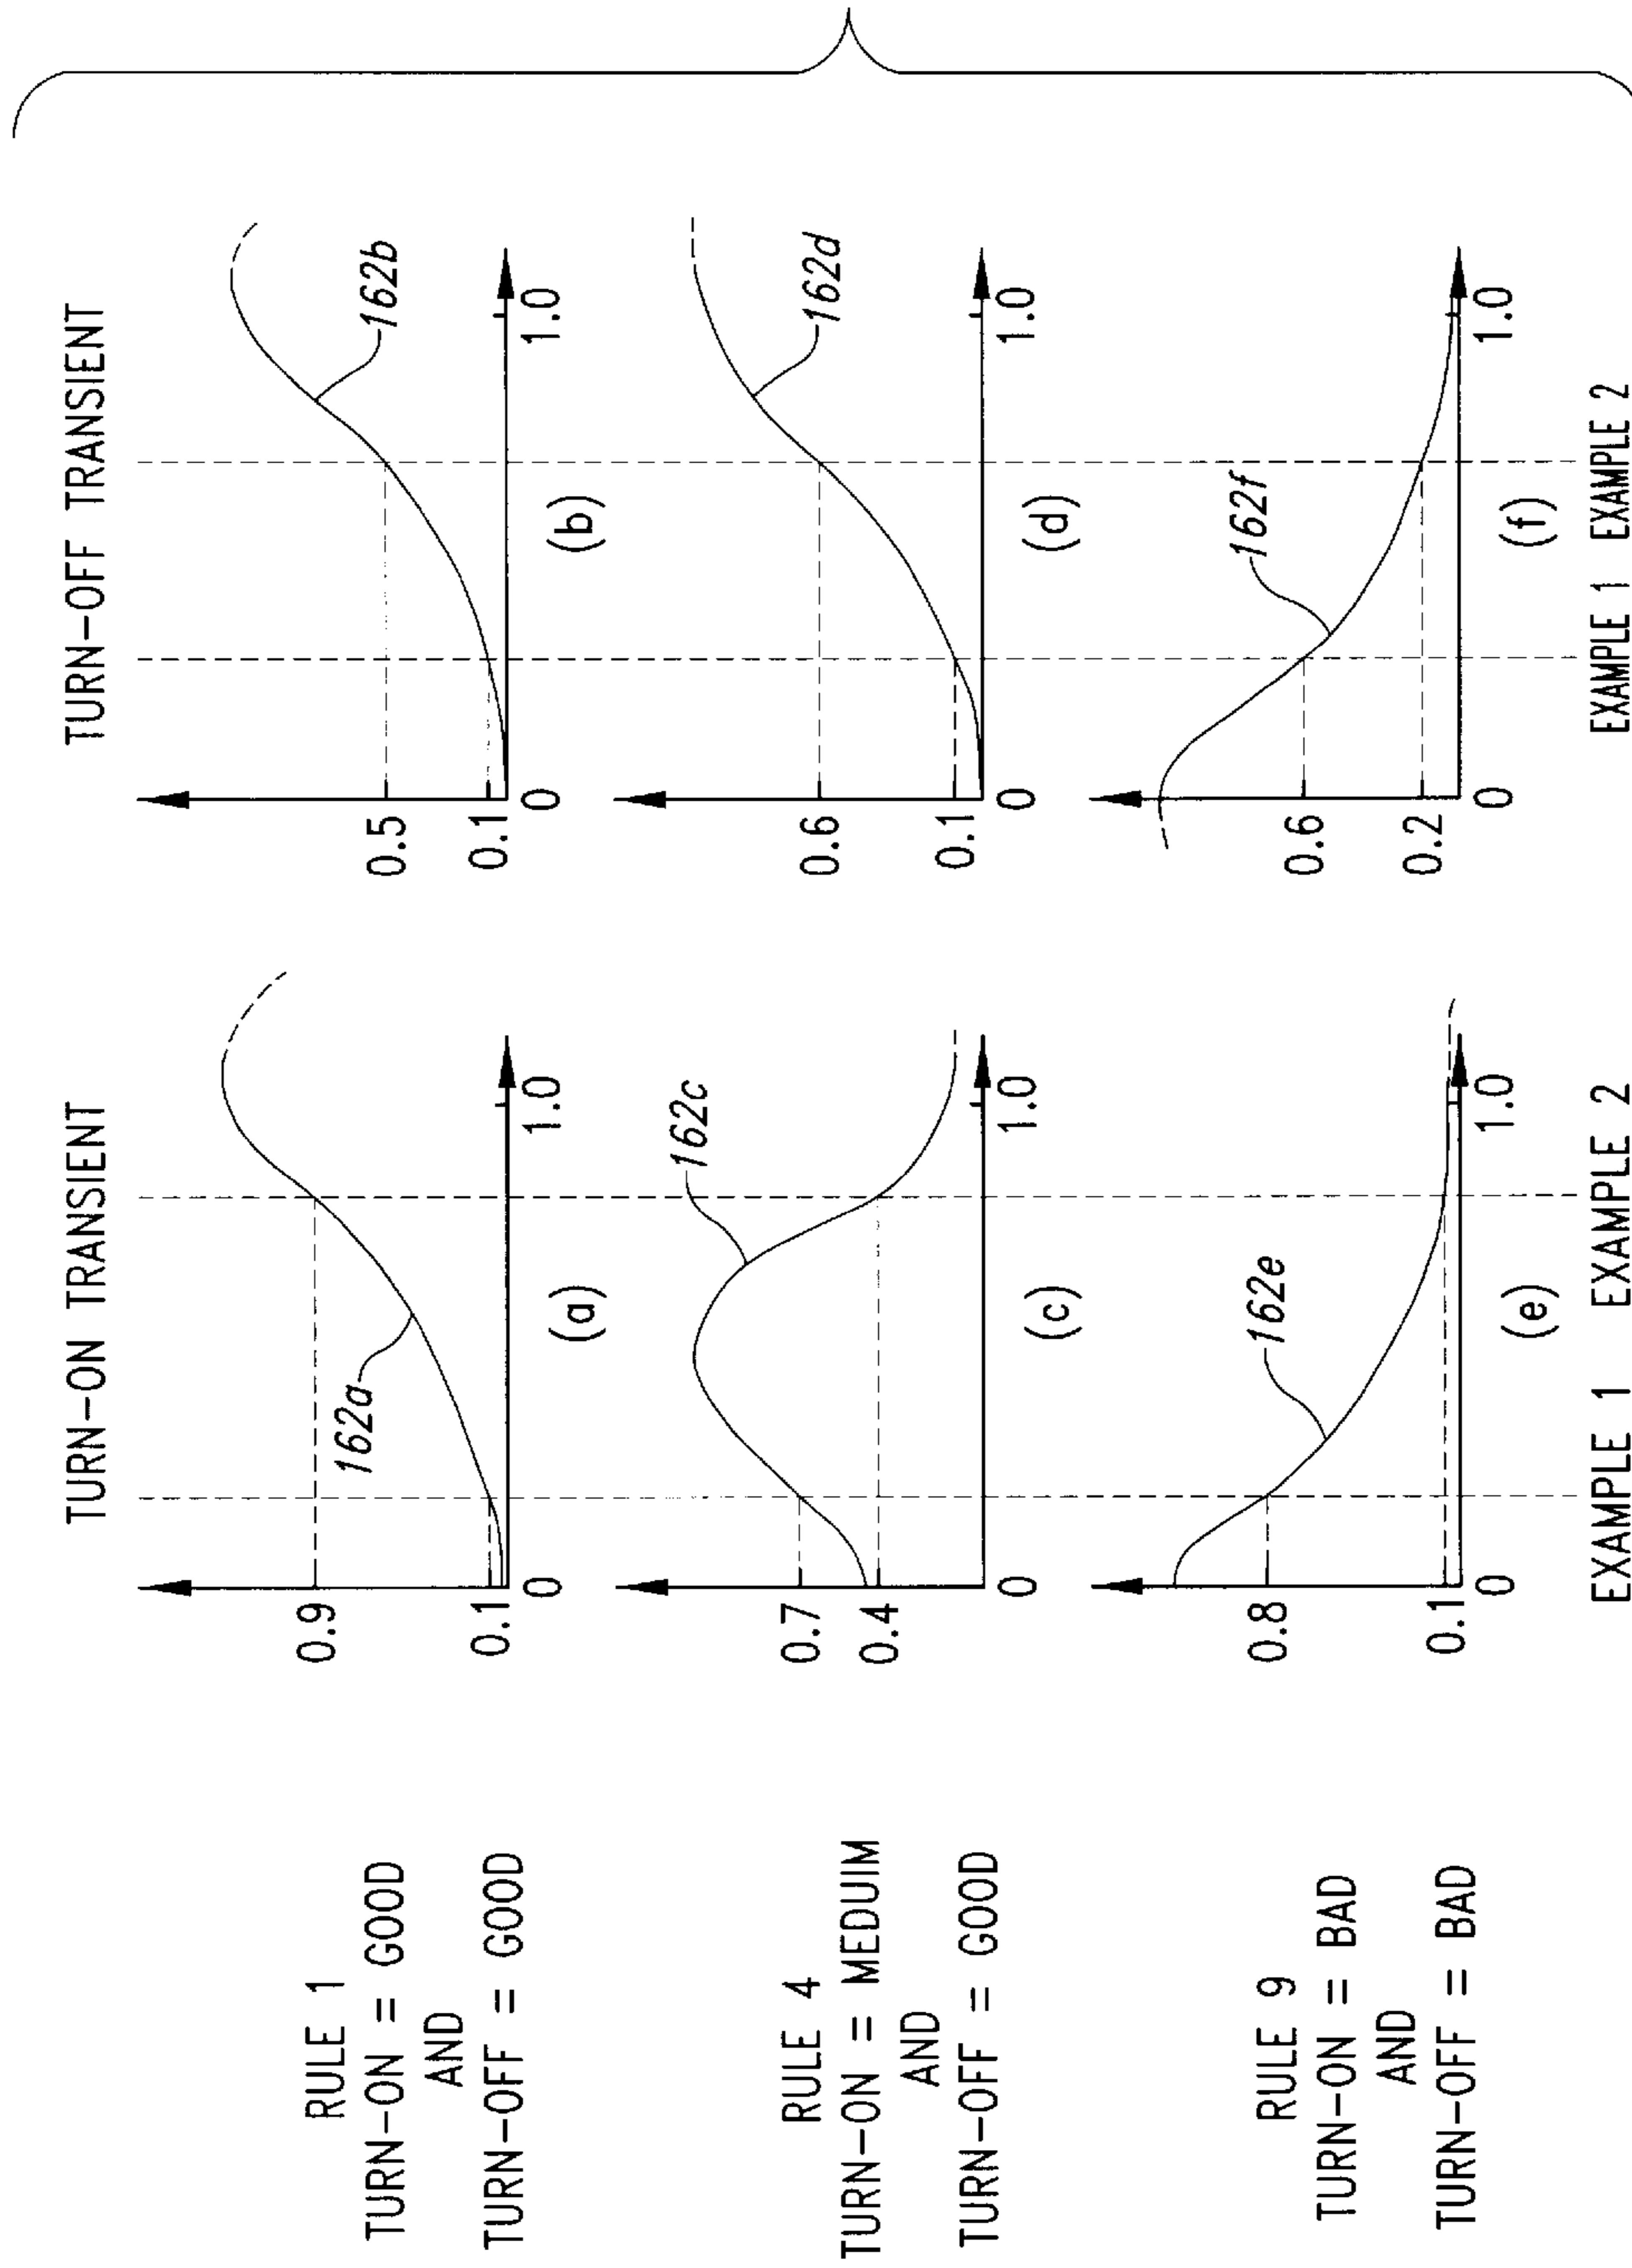 TURN-ON TRANSIENT
TURN-OFF TRANSIENT
RULE 1
TURN-ON = GOOD
AND
TURN-OFF = GOOD
0.9
0.1
162a
0
1.0
(a)
0.5
0.1
162b
0
1.0
(b)
RULE 4
TURN-ON = MEDUIM
AND
TURN-OFF = GOOD
0.7
0.4
162c
0
1.0
(c)
0.6
0.1
162d
0
1.0
(d)
RULE 9
TURN-ON = BAD
AND
TURN-OFF = BAD
0.8
0.1
162e
0
1.0
(e)
0.6
0.2
162f
0
1.0
(f)
EXAMPLE 1 EXAMPLE 2
EXAMPLE 1 EXAMPLE 2